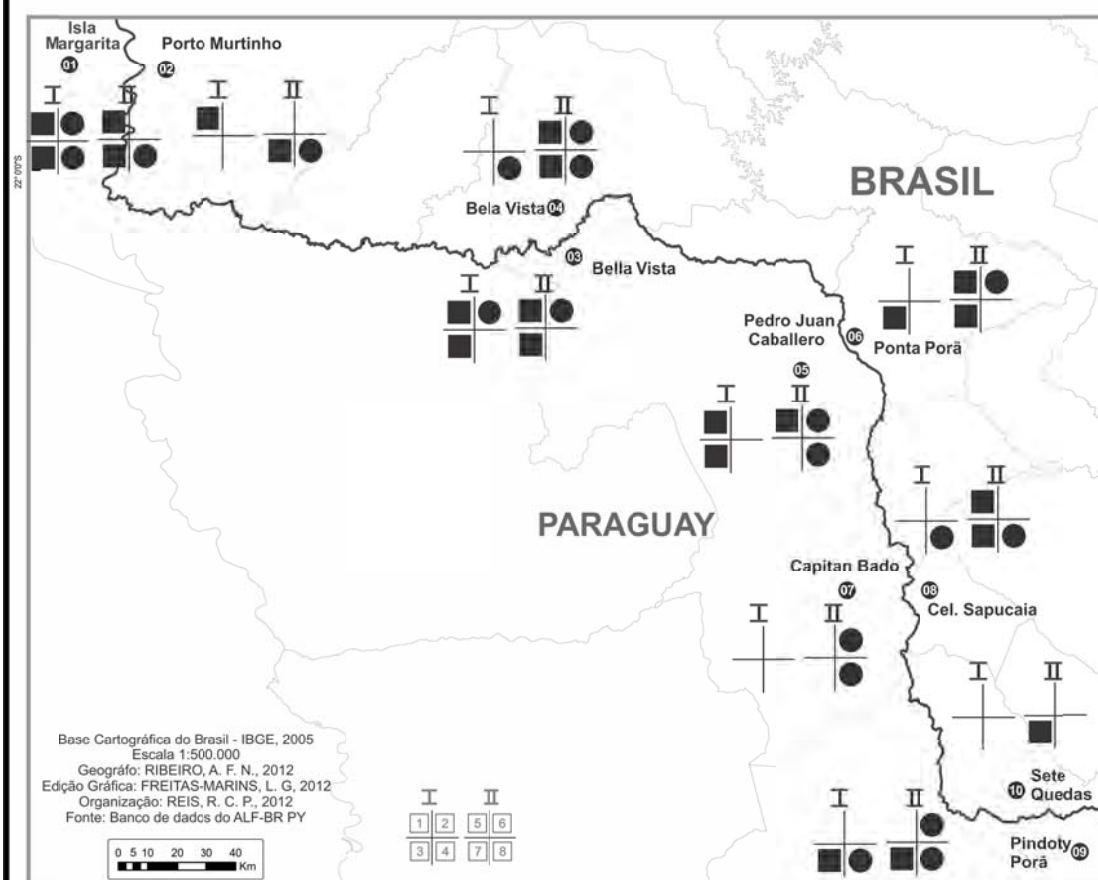 Isla
Margarita
01
Porto Murtinho
02
I
II
I
II
I
II
22° 0'0"S
BRASIL
Bela Vista 04
03
Bella Vista
I
II
I
II
Pedro Juan
Caballero
06
Ponta Porã
05
I
II
I
II
PARAGUAY
Capitan Bado
07
08
Cel. Sapucaia
I
II
I
II
Base Cartográfica do Brasil - IBGE, 2005
Escala 1:500.000
Geográfo: RIBEIRO, A. F. N., 2012
Edição Gráfica: FREITAS-MARINS, L. G, 2012
Organização: REIS, R. C. P., 2012
Fonte: Banco de dados do ALF-BR PY
0 5 10 20 30 40
Km
I
II
1 2 5 6
3 4 7 8
I
II
10
Sete
Quedas
Pindoty
Porã 09